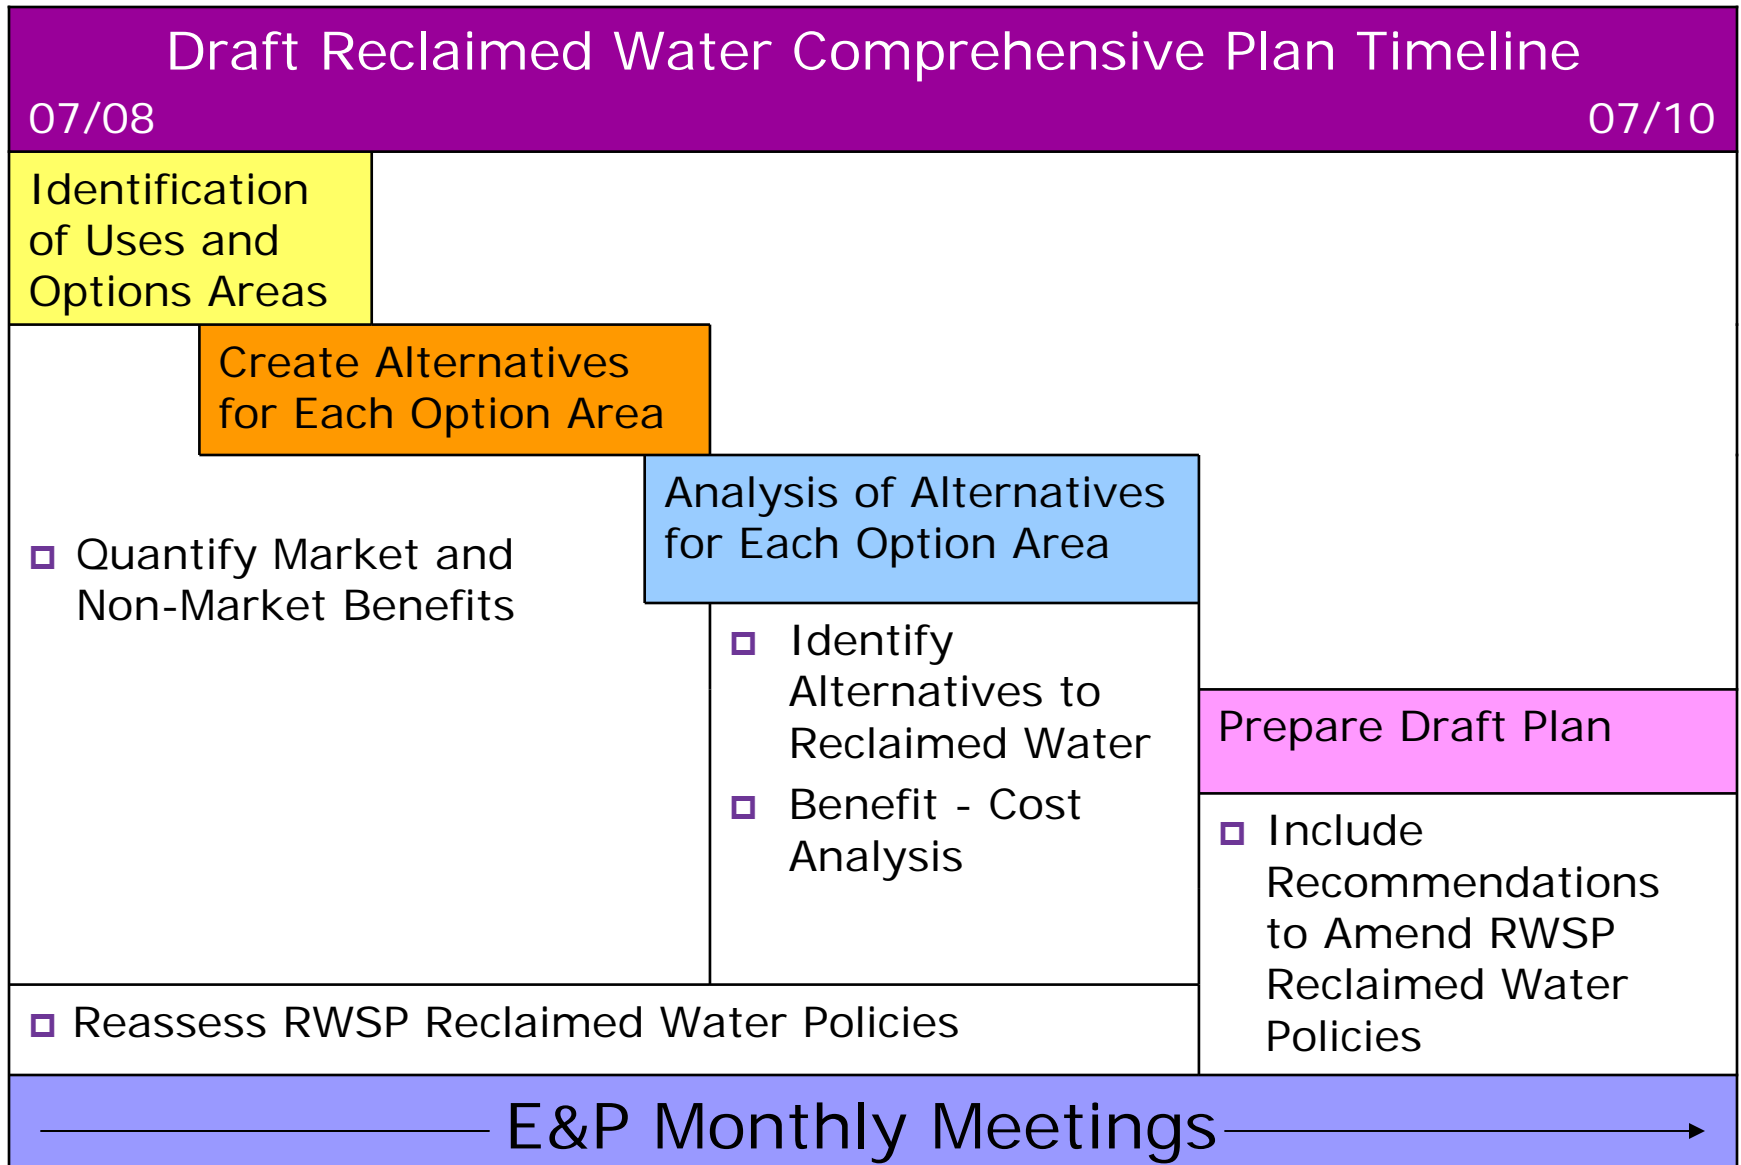 Draft Reclaimed Water Comprehensive Plan Timeline
07/08
07/10
Identification
of Uses and
Options Areas
Create Alternatives
for Each Option Area
Analysis of Alternatives
for Each Option Area
Quantify Market and
Non-Market Benefits
Identify
Alternatives to
Reclaimed Water
Benefit - Cost
Analysis
Prepare Draft Plan
Include
Recommendations
to Amend RWSP
Reclaimed Water
Policies
Reassess RWSP Reclaimed Water Policies
E&P Monthly Meetings